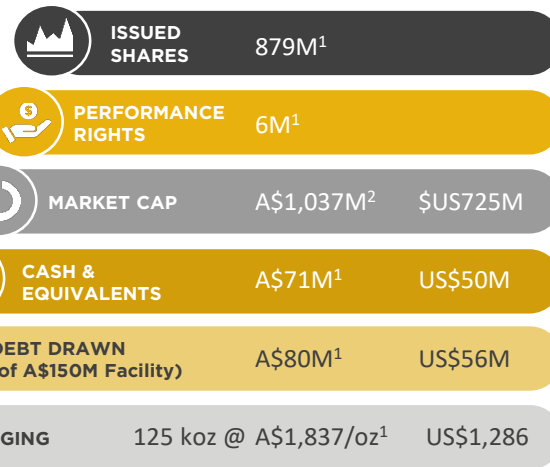 ISSUED
SHARES
879M¹
PERFORMANCE
RIGHTS
6M¹
MARKET CAP A$1,037M² $US725M
CASH &
EQUIVALENTS
A$71M¹ US$50M
DEBT DRAWN
of A$150M Facility)
A$80M¹ US$56M
GING 125 koz @ A$1,837/oz¹ US$1,286